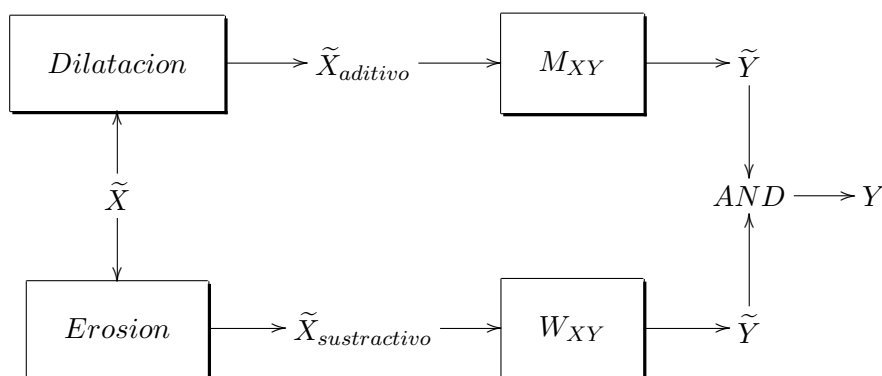 Dilatacion X̃_aditivo M_XY Ỹ
X̃ AND Y
Erosion X̃_sustractivo W_XY Ỹ